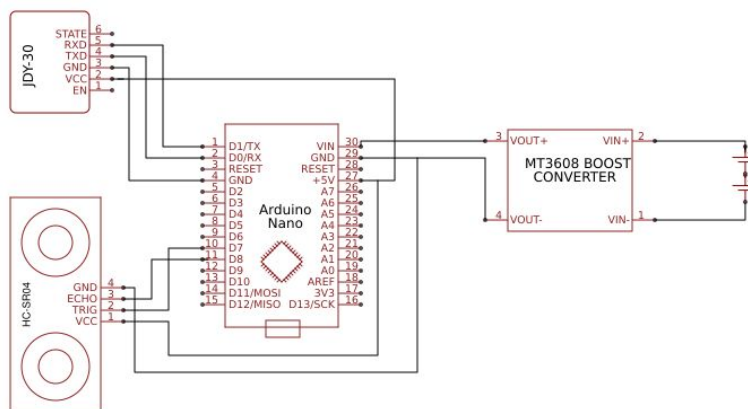 JDY-30
STATE 6
RXD 5
TXD 4
GND 3
VCC 2
EN 1
HC-SR04
GND 4
ECHO 3
TRIG 2
VCC 1
Arduino
Nano
1 D1/TX
2 D0/RX
3 RESET
4 GND
5 D2
6 D3
7 D4
8 D5
9 D6
10 D7
11 D8
12 D9
13 D10
14 D11/MOSI
15 D12/MISO
VIN 30
GND 29
RESET 28
+5V 27
A7 26
A6 25
A5 24
A4 23
A3 22
A2 21
A1 20
A0 19
AREF 18
3V3 17
D13/SCK 16
3 VOUT+
VIN+ 2
MT3608 BOOST
CONVERTER
4 VOUT-
VIN- 1